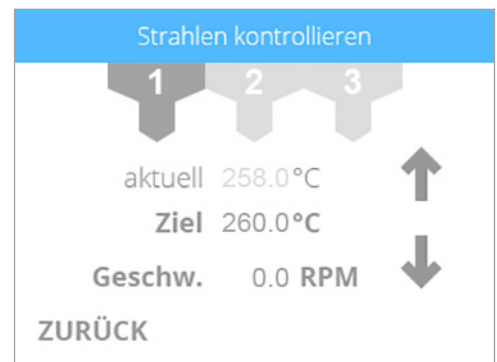 Strahlen kontrollieren
1 2 3
aktuell 258.0°C
Ziel 260.0°C
Geschw. 0.0 RPM
ZURÜCK